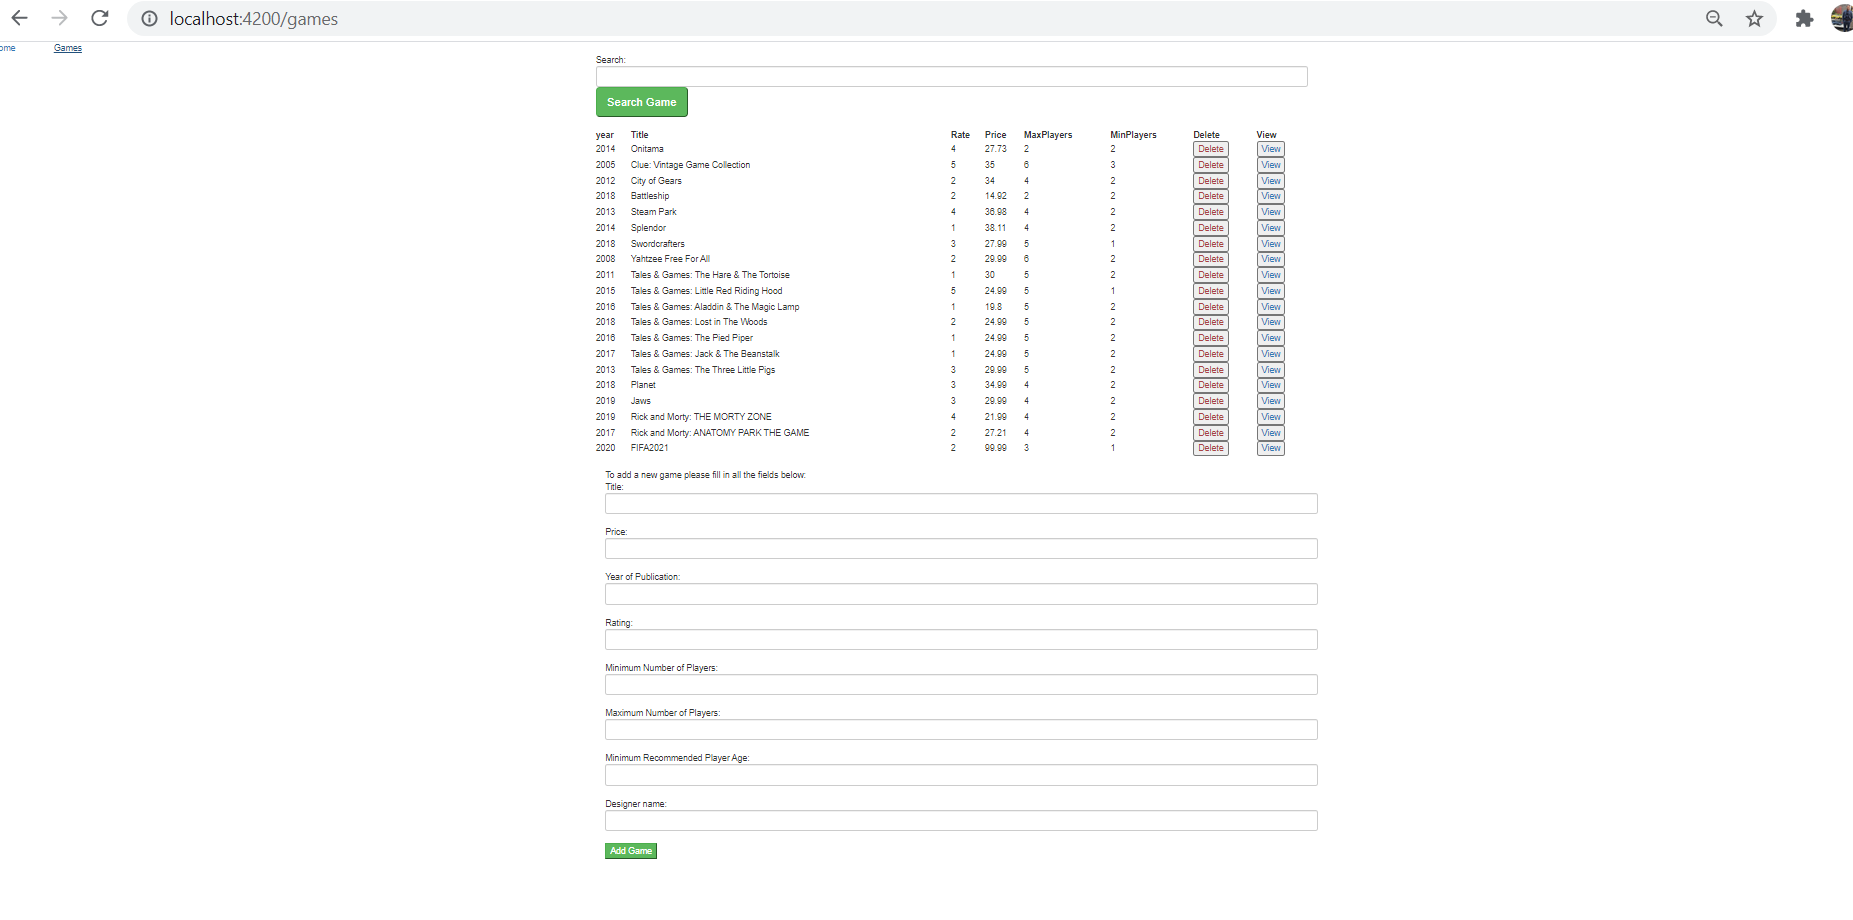 localhost:4200/games
ome Games
Search:
Search Game
year Title Rate Price MaxPlayers MinPlayers Delete View
2014 Onitama 4 27.73 2 2 Delete View
2005 Clue: Vintage Game Collection 5 35 6 3 Delete View
2012 City of Gears 2 34 4 2 Delete View
2018 Battleship 2 14.92 2 2 Delete View
2013 Steam Park 4 36.98 4 2 Delete View
2014 Splendor 1 38.11 4 2 Delete View
2018 Swordcrafters 3 27.99 5 1 Delete View
2008 Yahtzee Free For All 2 29.99 6 2 Delete View
2011 Tales & Games: The Hare & The Tortoise 1 30 5 2 Delete View
2015 Tales & Games: Little Red Riding Hood 5 24.99 5 1 Delete View
2016 Tales & Games: Aladdin & The Magic Lamp 1 19.8 5 2 Delete View
2018 Tales & Games: Lost in The Woods 2 24.99 5 2 Delete View
2016 Tales & Games: The Pied Piper 1 24.99 5 2 Delete View
2017 Tales & Games: Jack & The Beanstalk 1 24.99 5 2 Delete View
2013 Tales & Games: The Three Little Pigs 3 29.99 5 2 Delete View
2018 Planet 3 34.99 4 2 Delete View
2019 Jaws 3 29.99 4 2 Delete View
2019 Rick and Morty: THE MORTY ZONE 4 21.99 4 2 Delete View
2017 Rick and Morty: ANATOMY PARK THE GAME 2 27.21 4 2 Delete View
2020 FIFA2021 2 99.99 3 1 Delete View
To add a new game please fill in all the fields below:
Title:
Price:
Year of Publication:
Rating:
Minimum Number of Players:
Maximum Number of Players:
Minimum Recommended Player Age:
Designer name:
Add Game